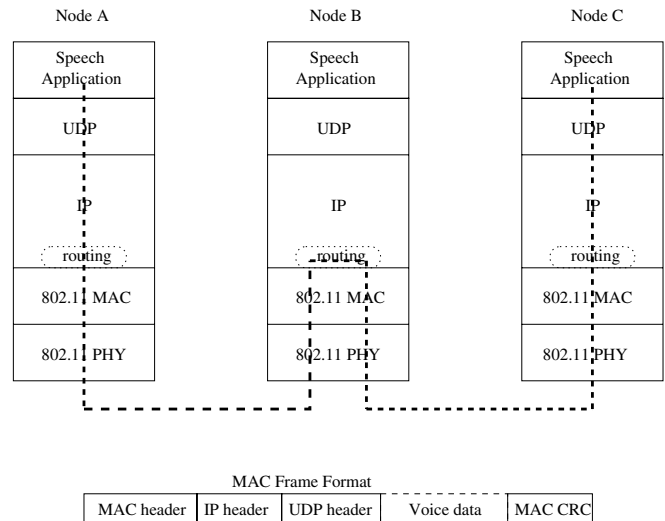 Node A
Node B
Node C
Speech
Application
Speech
Application
Speech
Application
UDP
UDP
UDP
IP
IP
IP
routing
routing
routing
802.11 MAC
802.11 MAC
802.11 MAC
802.11 PHY
802.11 PHY
802.11 PHY
MAC Frame Format
MAC header
IP header
UDP header
Voice data
MAC CRC